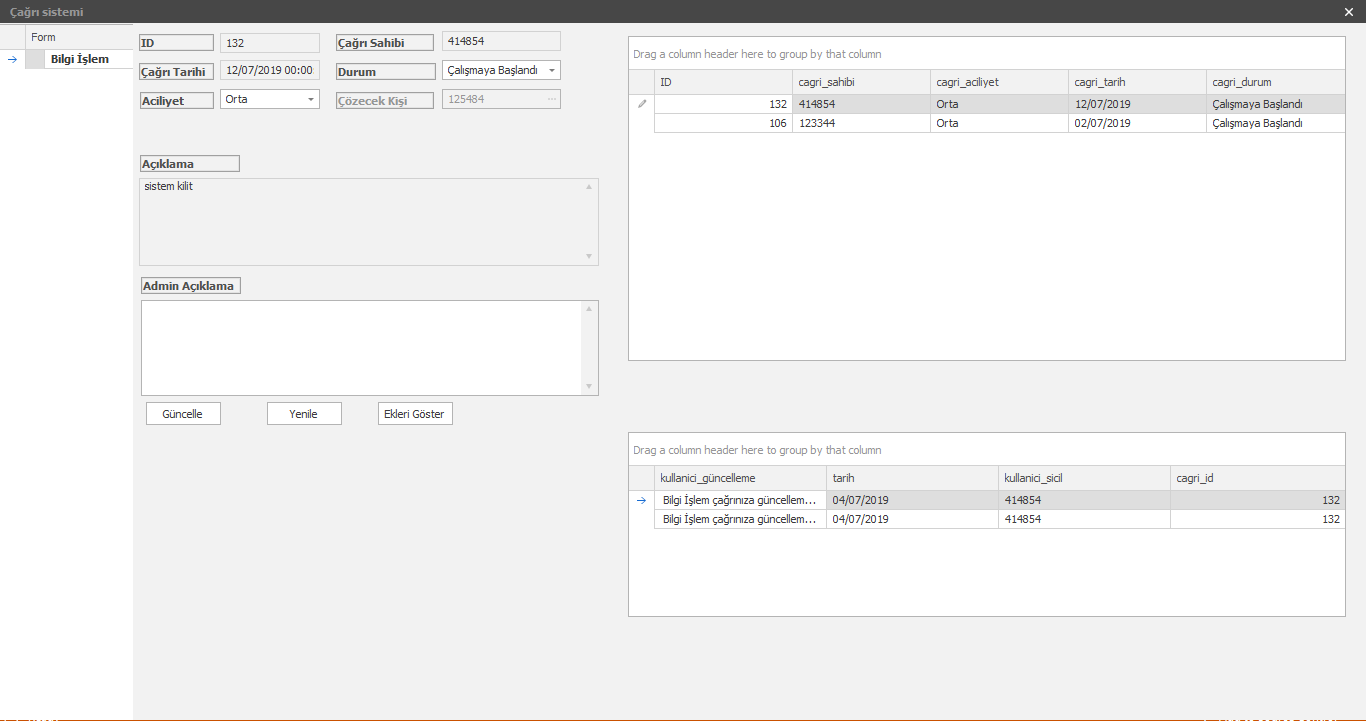 Çağrı sistemi
Form
Bilgi İşlem
ID 132 Çağrı Sahibi 414854
Çağrı Tarihi 12/07/2019 00:00 Durum Çalışmaya Başlandı
Aciliyet Orta Çözecek Kişi 125484 ...
Açıklama
sistem kilit
Admin Açıklama
Güncelle Yenile Ekleri Göster
Drag a column header here to group by that column
ID cagri_sahibi cagri_aciliyet cagri_tarih cagri_durum
132 414854 Orta 12/07/2019 Çalışmaya Başlandı
106 123344 Orta 02/07/2019 Çalışmaya Başlandı
Drag a column header here to group by that column
kullanici_güncelleme tarih kullanici_sicil cagri_id
Bilgi İşlem çağrınıza güncellem... 04/07/2019 414854 132
Bilgi İşlem çağrınıza güncellem... 04/07/2019 414854 132